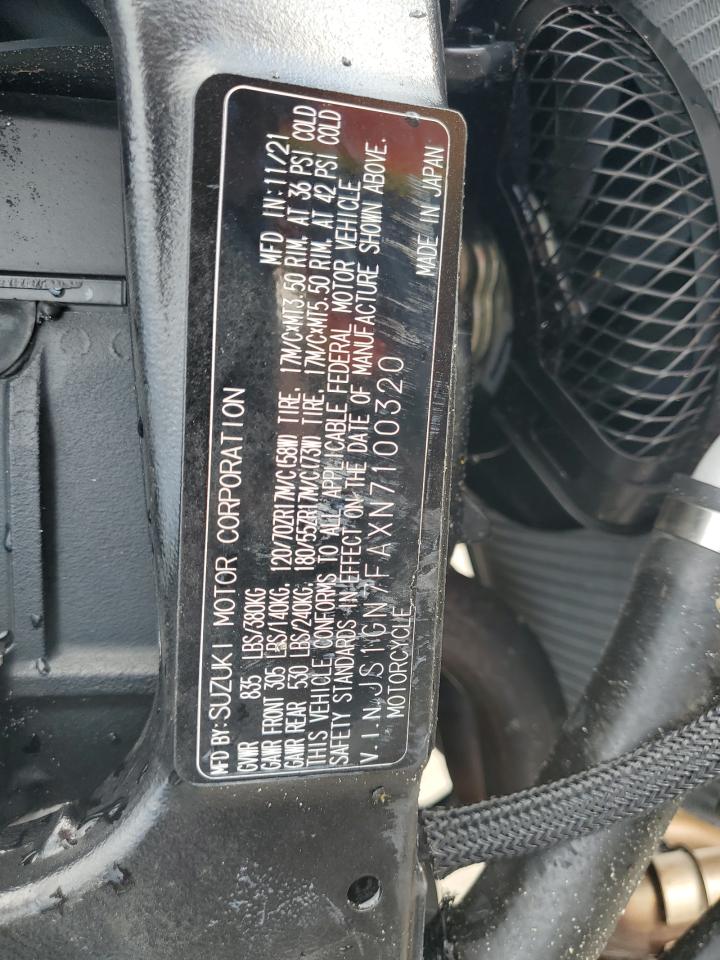 MFD BY:SUZUKI MOTOR CORPORATION
GVWR 835 LBS/380KG MFD IN:11/21
GAWR FRONT 305 LBS/140KG. 120/70ZR17M/C(58W) TIRE, 17M/C×MT3.50 RIM, AT 36 PSI COLD
GAWR REAR 530 LBS/240KG. 180/55ZR17M/C(73W) TIRE, 17M/C×MT5.50 RIM, AT 42 PSI COLD
THIS VEHICLE CONFORMS TO ALL APPLICABLE FEDERAL MOTOR VEHICLE
SAFETY STANDARDS IN EFFECT ON THE DATE OF MANUFACTURE SHOWN ABOVE.
V.I.N.JS1GN7FAXN7100320
MOTORCYCLE MADE IN JAPAN